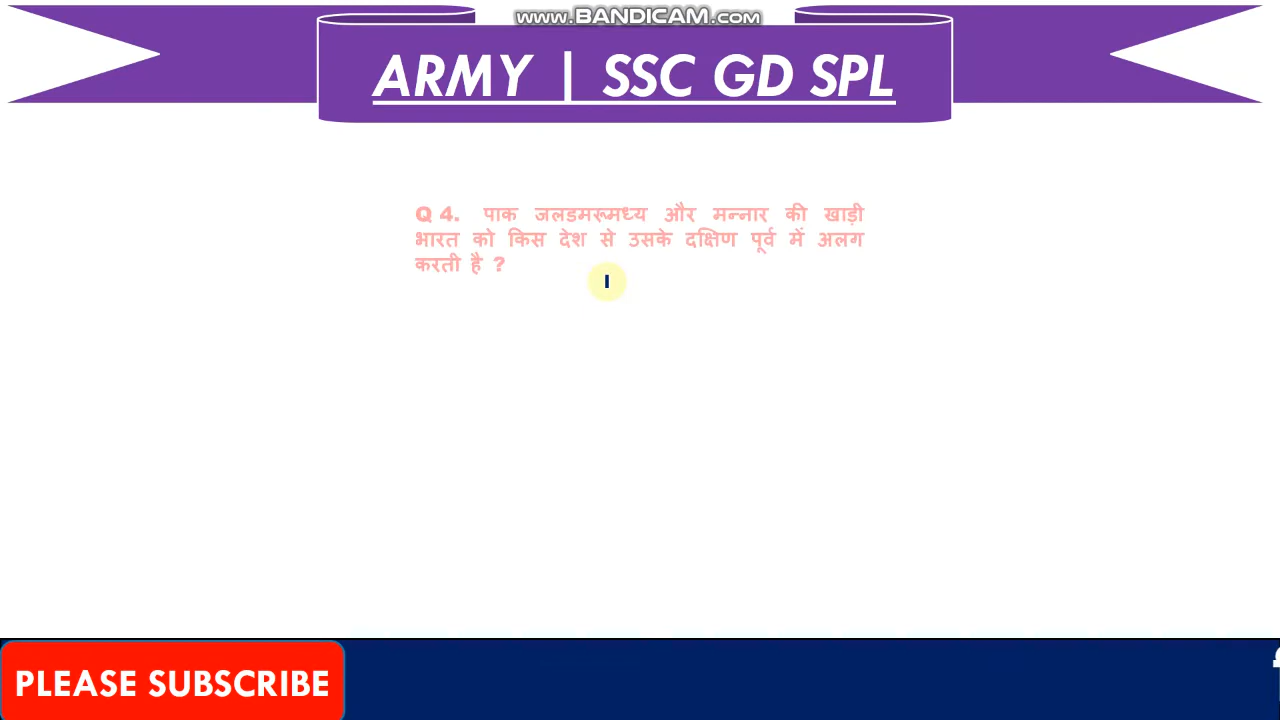 www.BANDICAM.com
ARMY | SSC GD SPL
Q 4. पाक जलडमरूमध्य और मन्नार की खाड़ी
भारत को किस देश से उसके दक्षिण पूर्व में अलग
करती है ?
PLEASE SUBSCRIBE